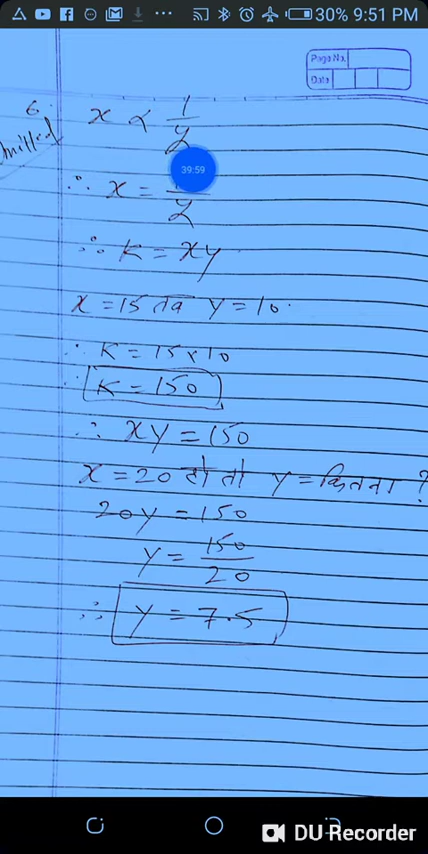 30% 9:51 PM
Page No.
Date
6.
x ∝ 1/y
39:59
∴ x = /y
∴ K = xy
x = 15 तब y = 10.
∴ K = 15 x 10
∴ K = 150
∴ xy = 150
x = 20 हो तो y = कितना ?
20y = 150
y = 150/20
∴ y = 7.5
DU Recorder